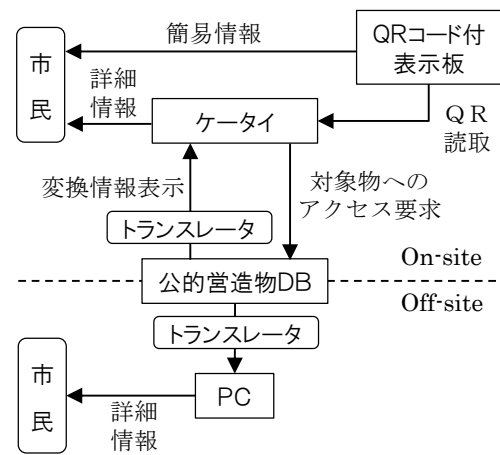 簡易情報
QRコード付
表示板
市
民
詳細
情報
ケータイ
ＱＲ
読取
変換情報表示
対象物への
アクセス要求
トランスレータ
On-site
公的営造物DB
Off-site
トランスレータ
市
民
PC
詳細
情報